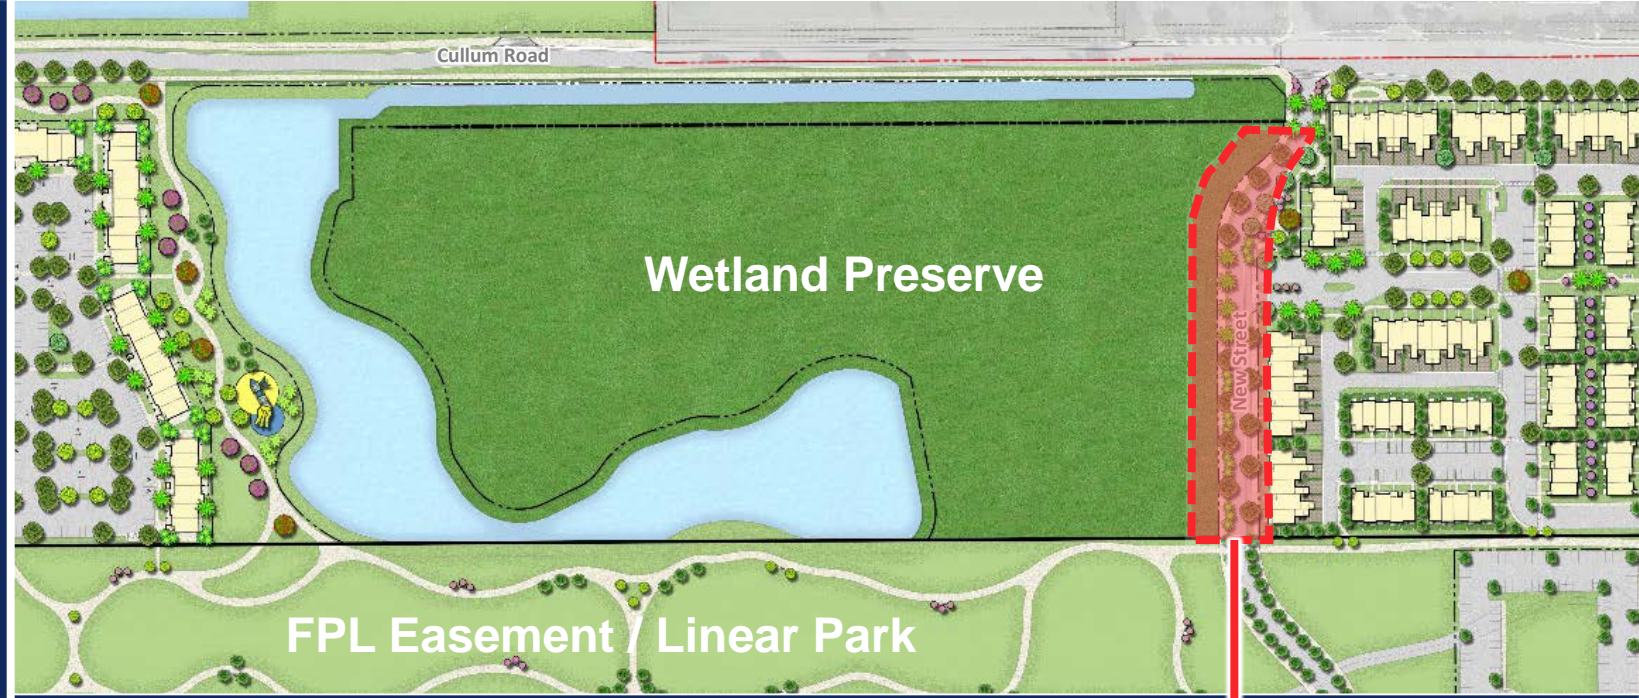 Cullum Road
Wetland Preserve
New Street
FPL Easement / Linear Park